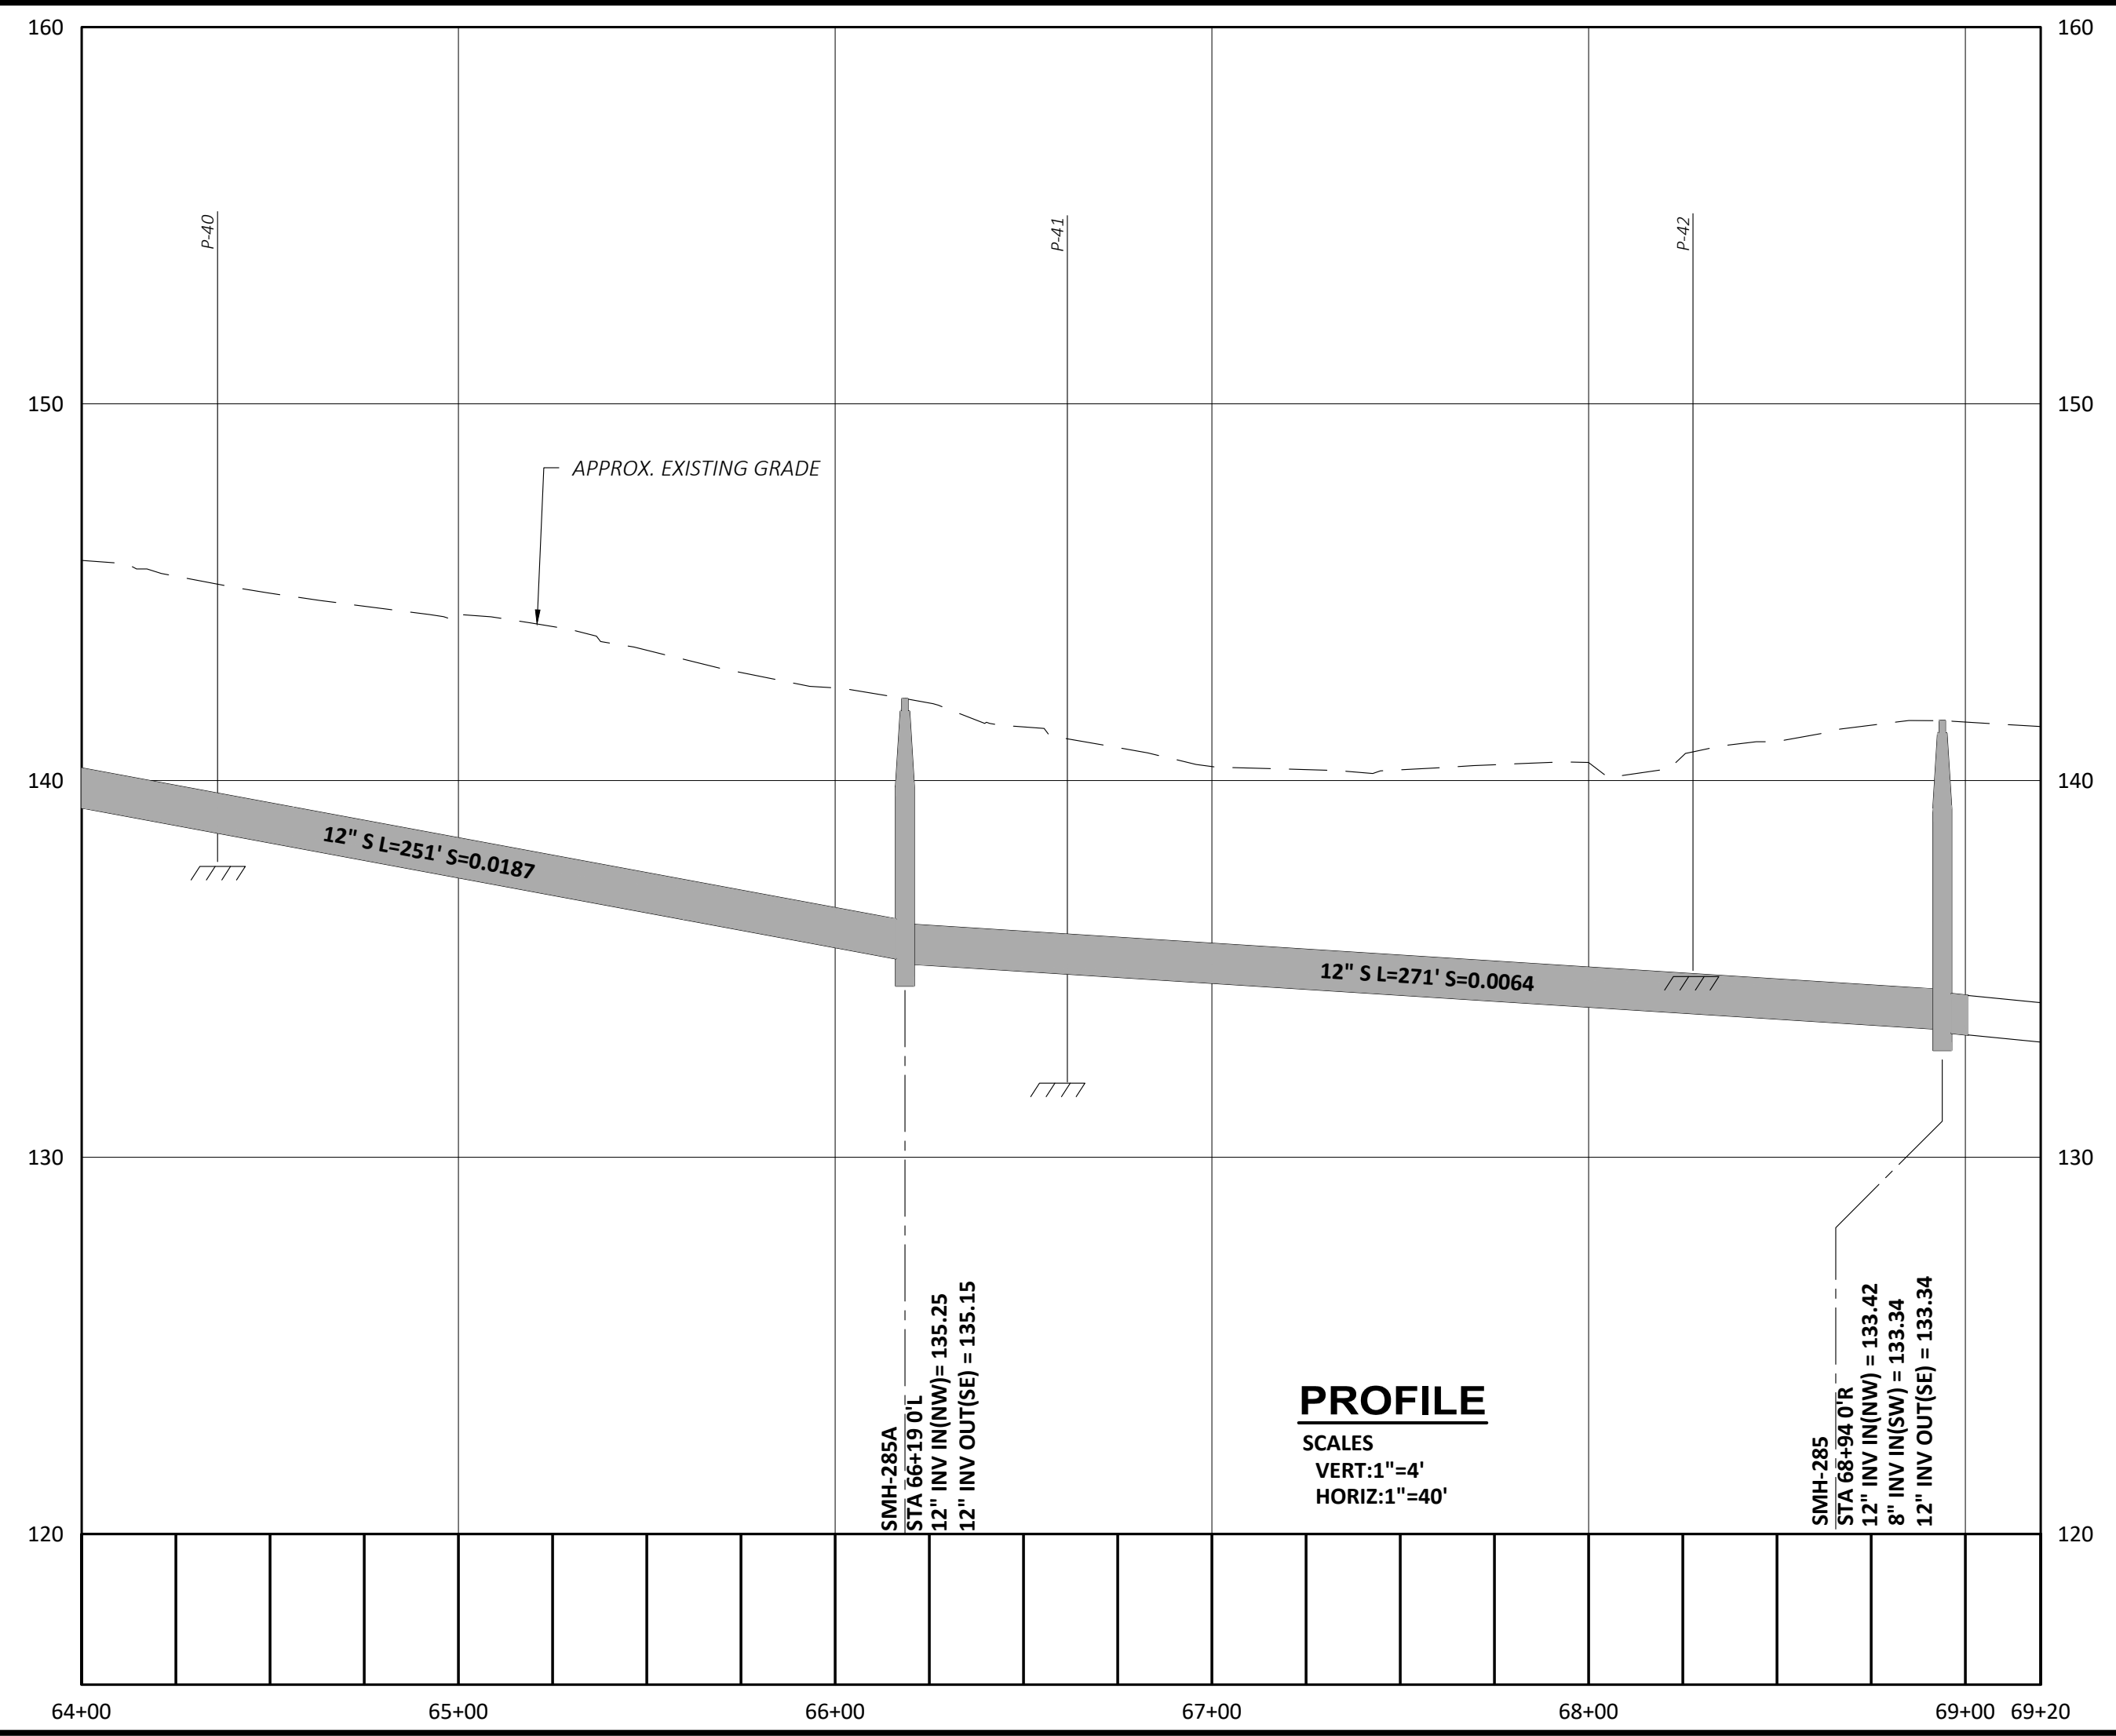 160
160
P-40
P-41
P-42
150
150
APPROX. EXISTING GRADE
140
140
12" S L=251' S=0.0187
12" S L=271' S=0.0064
130
130
SMH-285A
STA 66+19 0'L
12" INV IN(NW)= 135.25
12" INV OUT(SE) = 135.15
PROFILE
SCALES
VERT:1"=4'
HORIZ:1"=40'
SMH-285
STA 68+94 0'R
12" INV IN(NW) = 133.42
8" INV IN(SW) = 133.34
12" INV OUT(SE) = 133.34
120
120
64+00
65+00
66+00
67+00
68+00
69+00
69+20